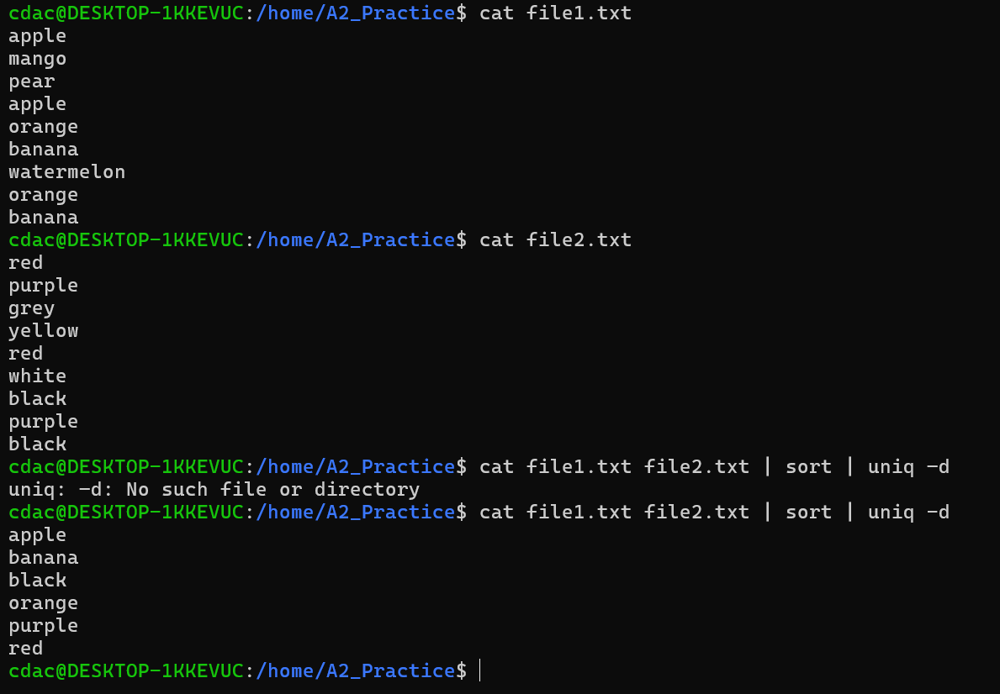 cdac@DESKTOP-1KKEVUC:/home/A2_Practice$ cat file1.txt
apple
mango
pear
apple
orange
banana
watermelon
orange
banana
cdac@DESKTOP-1KKEVUC:/home/A2_Practice$ cat file2.txt
red
purple
grey
yellow
red
white
black
purple
black
cdac@DESKTOP-1KKEVUC:/home/A2_Practice$ cat file1.txt file2.txt | sort | uniq –d
uniq: –d: No such file or directory
cdac@DESKTOP-1KKEVUC:/home/A2_Practice$ cat file1.txt file2.txt | sort | uniq -d
apple
banana
black
orange
purple
red
cdac@DESKTOP-1KKEVUC:/home/A2_Practice$